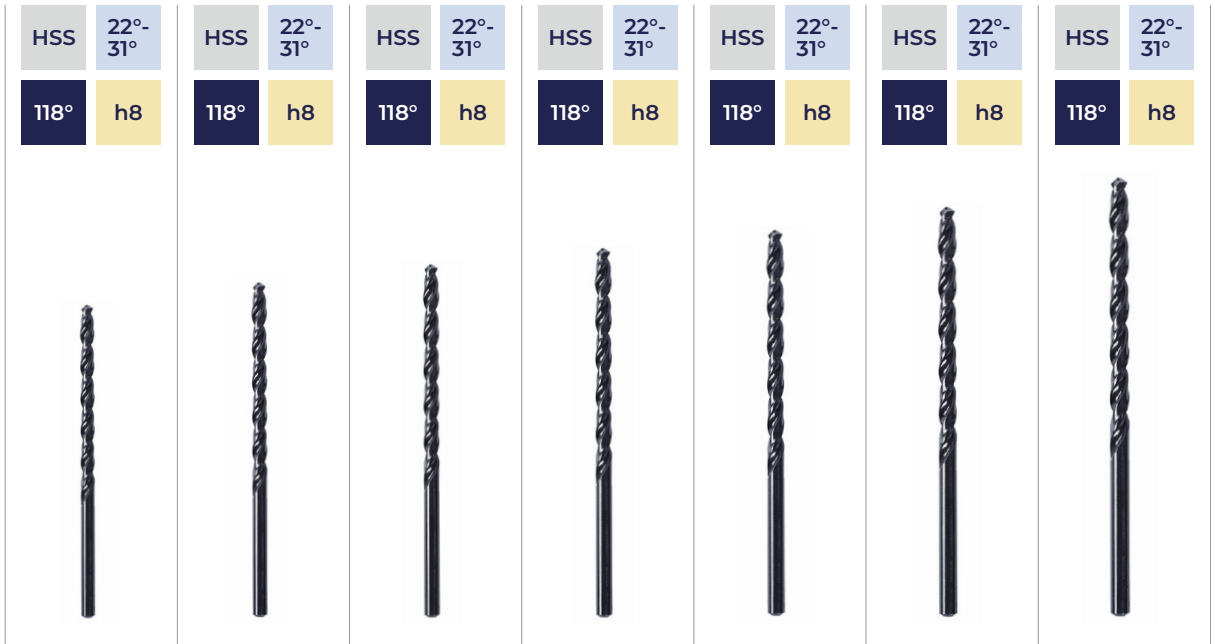 HSS 22°- HSS 22°- HSS 22°- HSS 22°- HSS 22°- HSS 22°- HSS 22°-
31° 31° 31° 31° 31° 31° 31°
118° h8 118° h8 118° h8 118° h8 118° h8 118° h8 118° h8